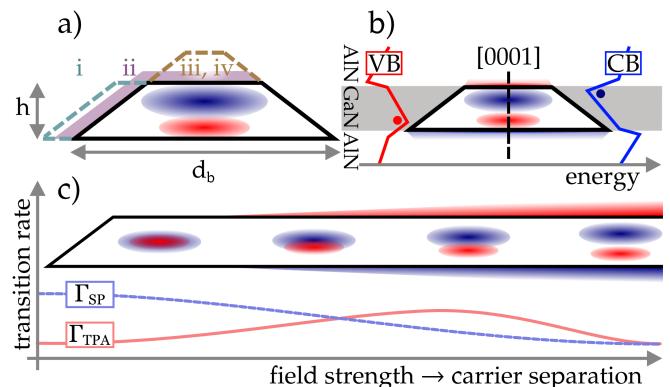 a)
i
ii
iii, iv
h
d_b
b)
VB
[0001]
CB
AlN
GaN
AlN
energy
c)
transition rate
Γ_SP
Γ_TPA
field strength → carrier separation